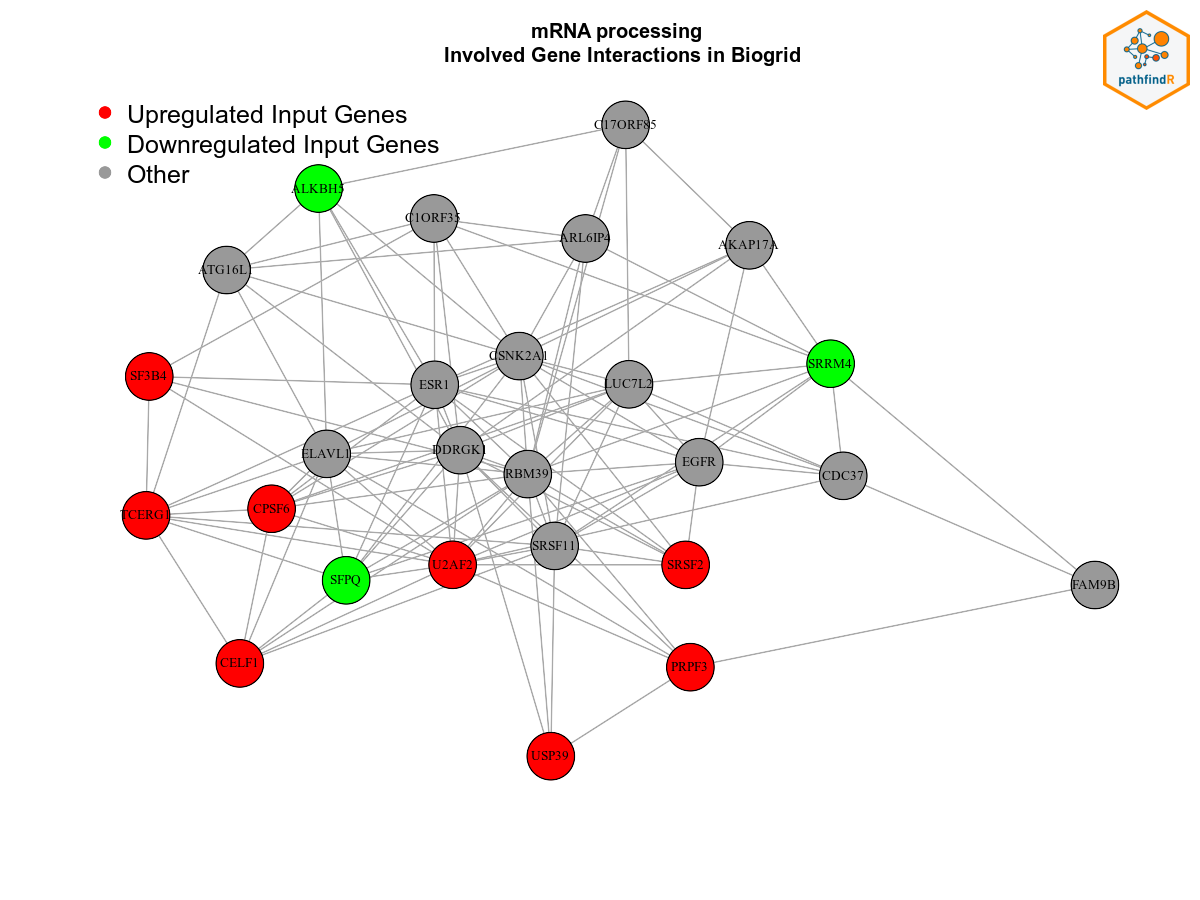 mRNA processing
Involved Gene Interactions in Biogrid
pathfindR
Upregulated Input Genes
Downregulated Input Genes
Other
C17ORF85
ALKBH5
C1ORF35
ARL6IP4
AKAP17A
ATG16L
CSNK2A1
SRRM4
SF3B4
ESR1
LUC7L2
ELAVL1
DDRGK1
EGFR
RBM39
CDC37
CPSF6
TCERG1
SRSF11
U2AF2
SRSF2
SFPQ
FAM9B
CELF1
PRPF3
USP39